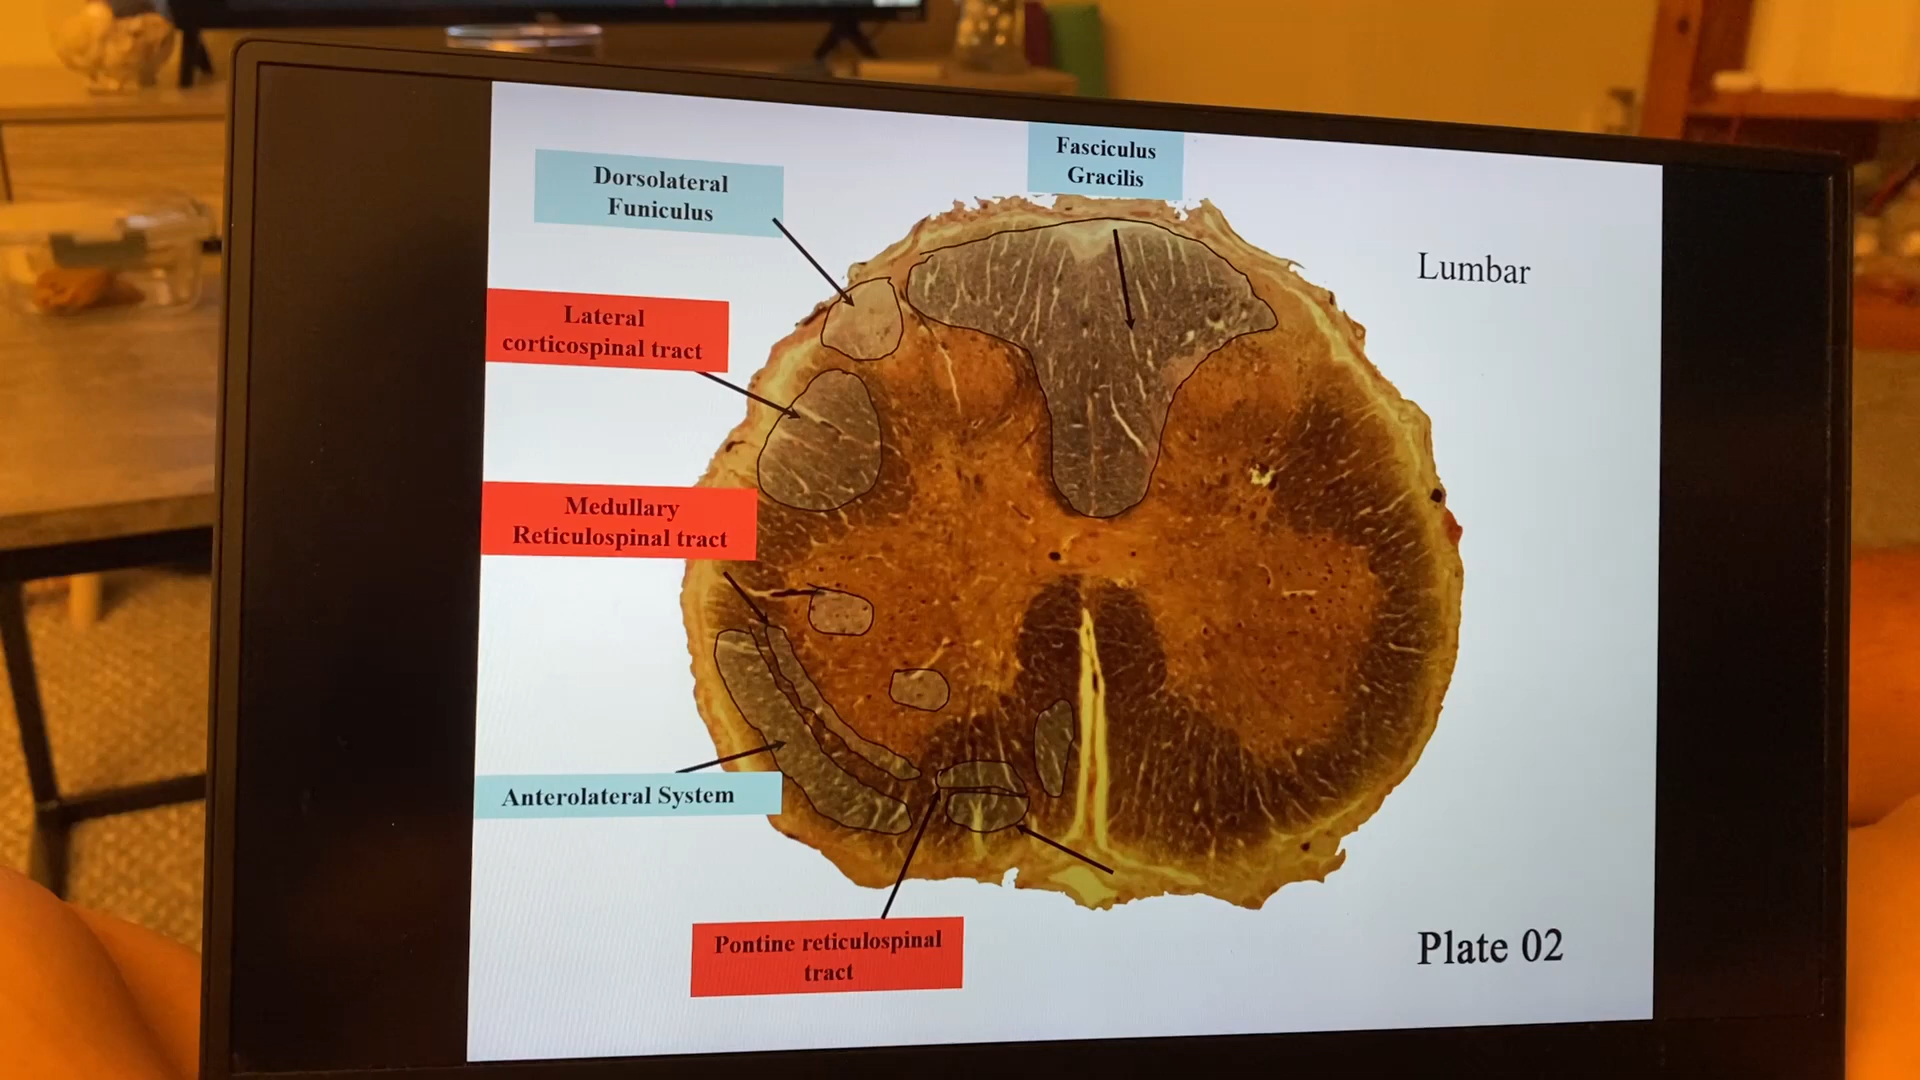 Fasciculus
Gracilis
Dorsolateral
Funiculus
Lumbar
Lateral
corticospinal tract
Medullary
Reticulospinal tract
Anterolateral System
Pontine reticulospinal
tract
Plate 02